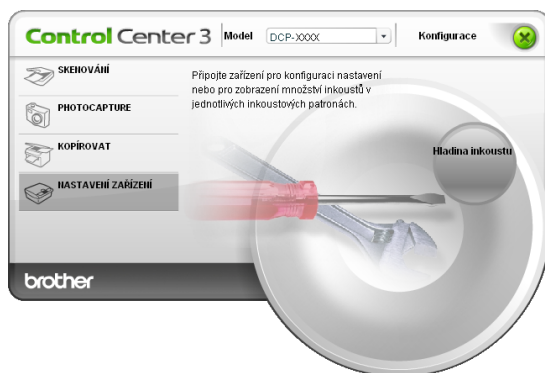 Control Center 3 Model DCP-XXXX Konfigurace
SKENOVÁNÍ
PHOTOCAPTURE
KOPÍROVAT
NASTAVENÍ ZAŘÍZENÍ
Připojte zařízení pro konfiguraci nastavení
nebo pro zobrazení množství inkoustů v
jednotlivých inkoustových patronách.
Hladina inkoustu
brother